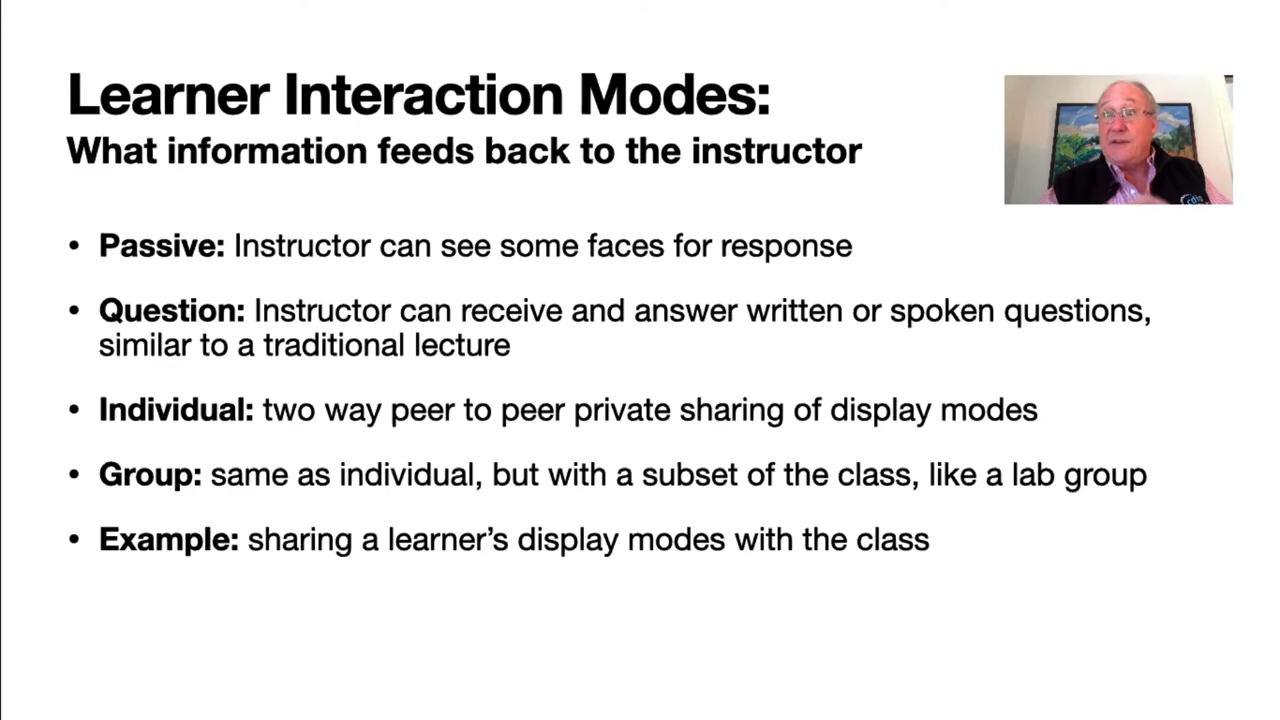 Learner Interaction Modes:
What information feeds back to the instructor
• Passive: Instructor can see some faces for response
• Question: Instructor can receive and answer written or spoken questions,
similar to a traditional lecture
• Individual: two way peer to peer private sharing of display modes
• Group: same as individual, but with a subset of the class, like a lab group
• Example: sharing a learner’s display modes with the class